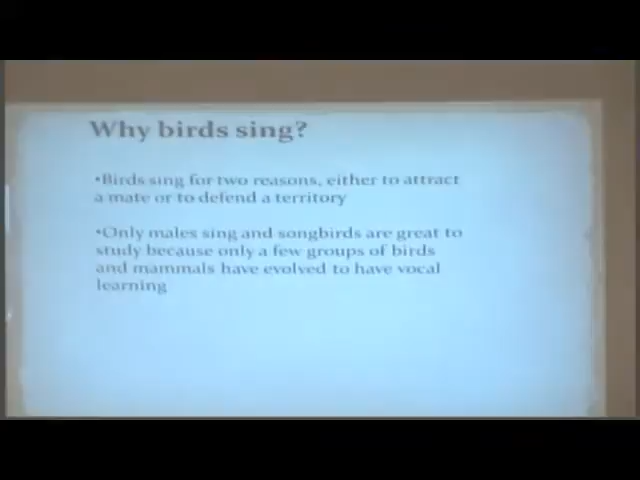 Why birds sing?
•Birds sing for two reasons, either to attract
a mate or to defend a territory
•Only males sing and songbirds are great to
study because only a few groups of birds
and mammals have evolved to have vocal
learning